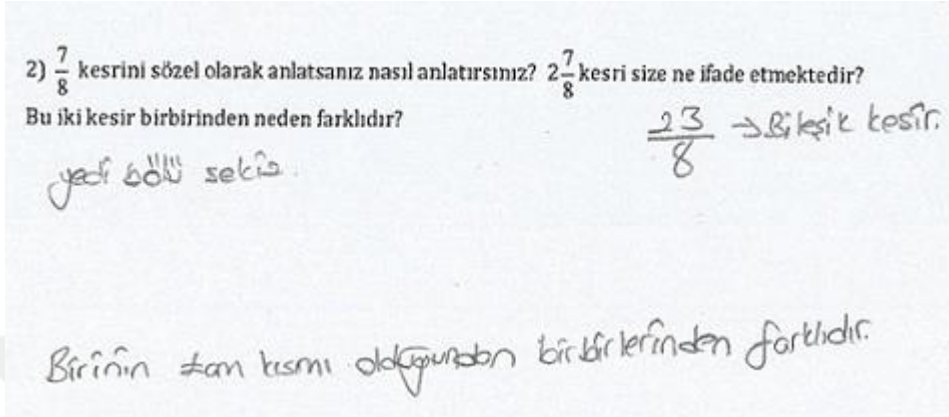 2) 7/8 kesrini sözel olarak anlatsanız nasıl anlatırsınız? 2 7/8 kesri size ne ifade etmektedir?
Bu iki kesir birbirinden neden farklıdır?
23/8 → Bileşik kesir.
yedi bölü sekiz.
Birinin tam kısmı olduğundan birbirlerinden farklıdır.